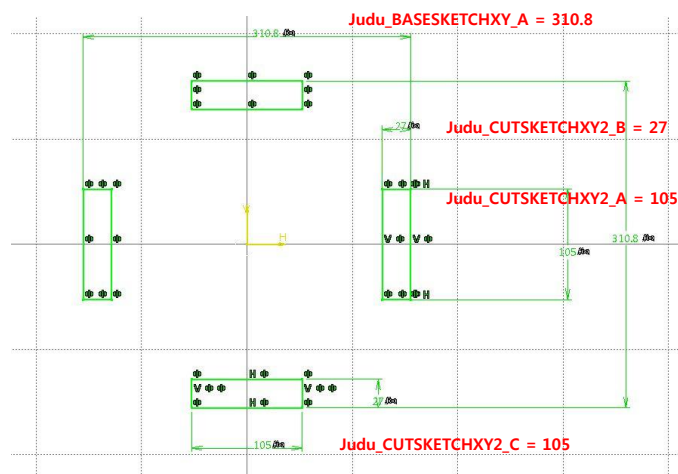 Judu_BASESKETCHXY_A = 310.8
310.8
27
Judu_CUTSKETCHXY2_B = 27
H
Judu_CUTSKETCHXY2_A = 105
V
H
V V
310.8
105
H
H
V V
H
27
105
Judu_CUTSKETCHXY2_C = 105